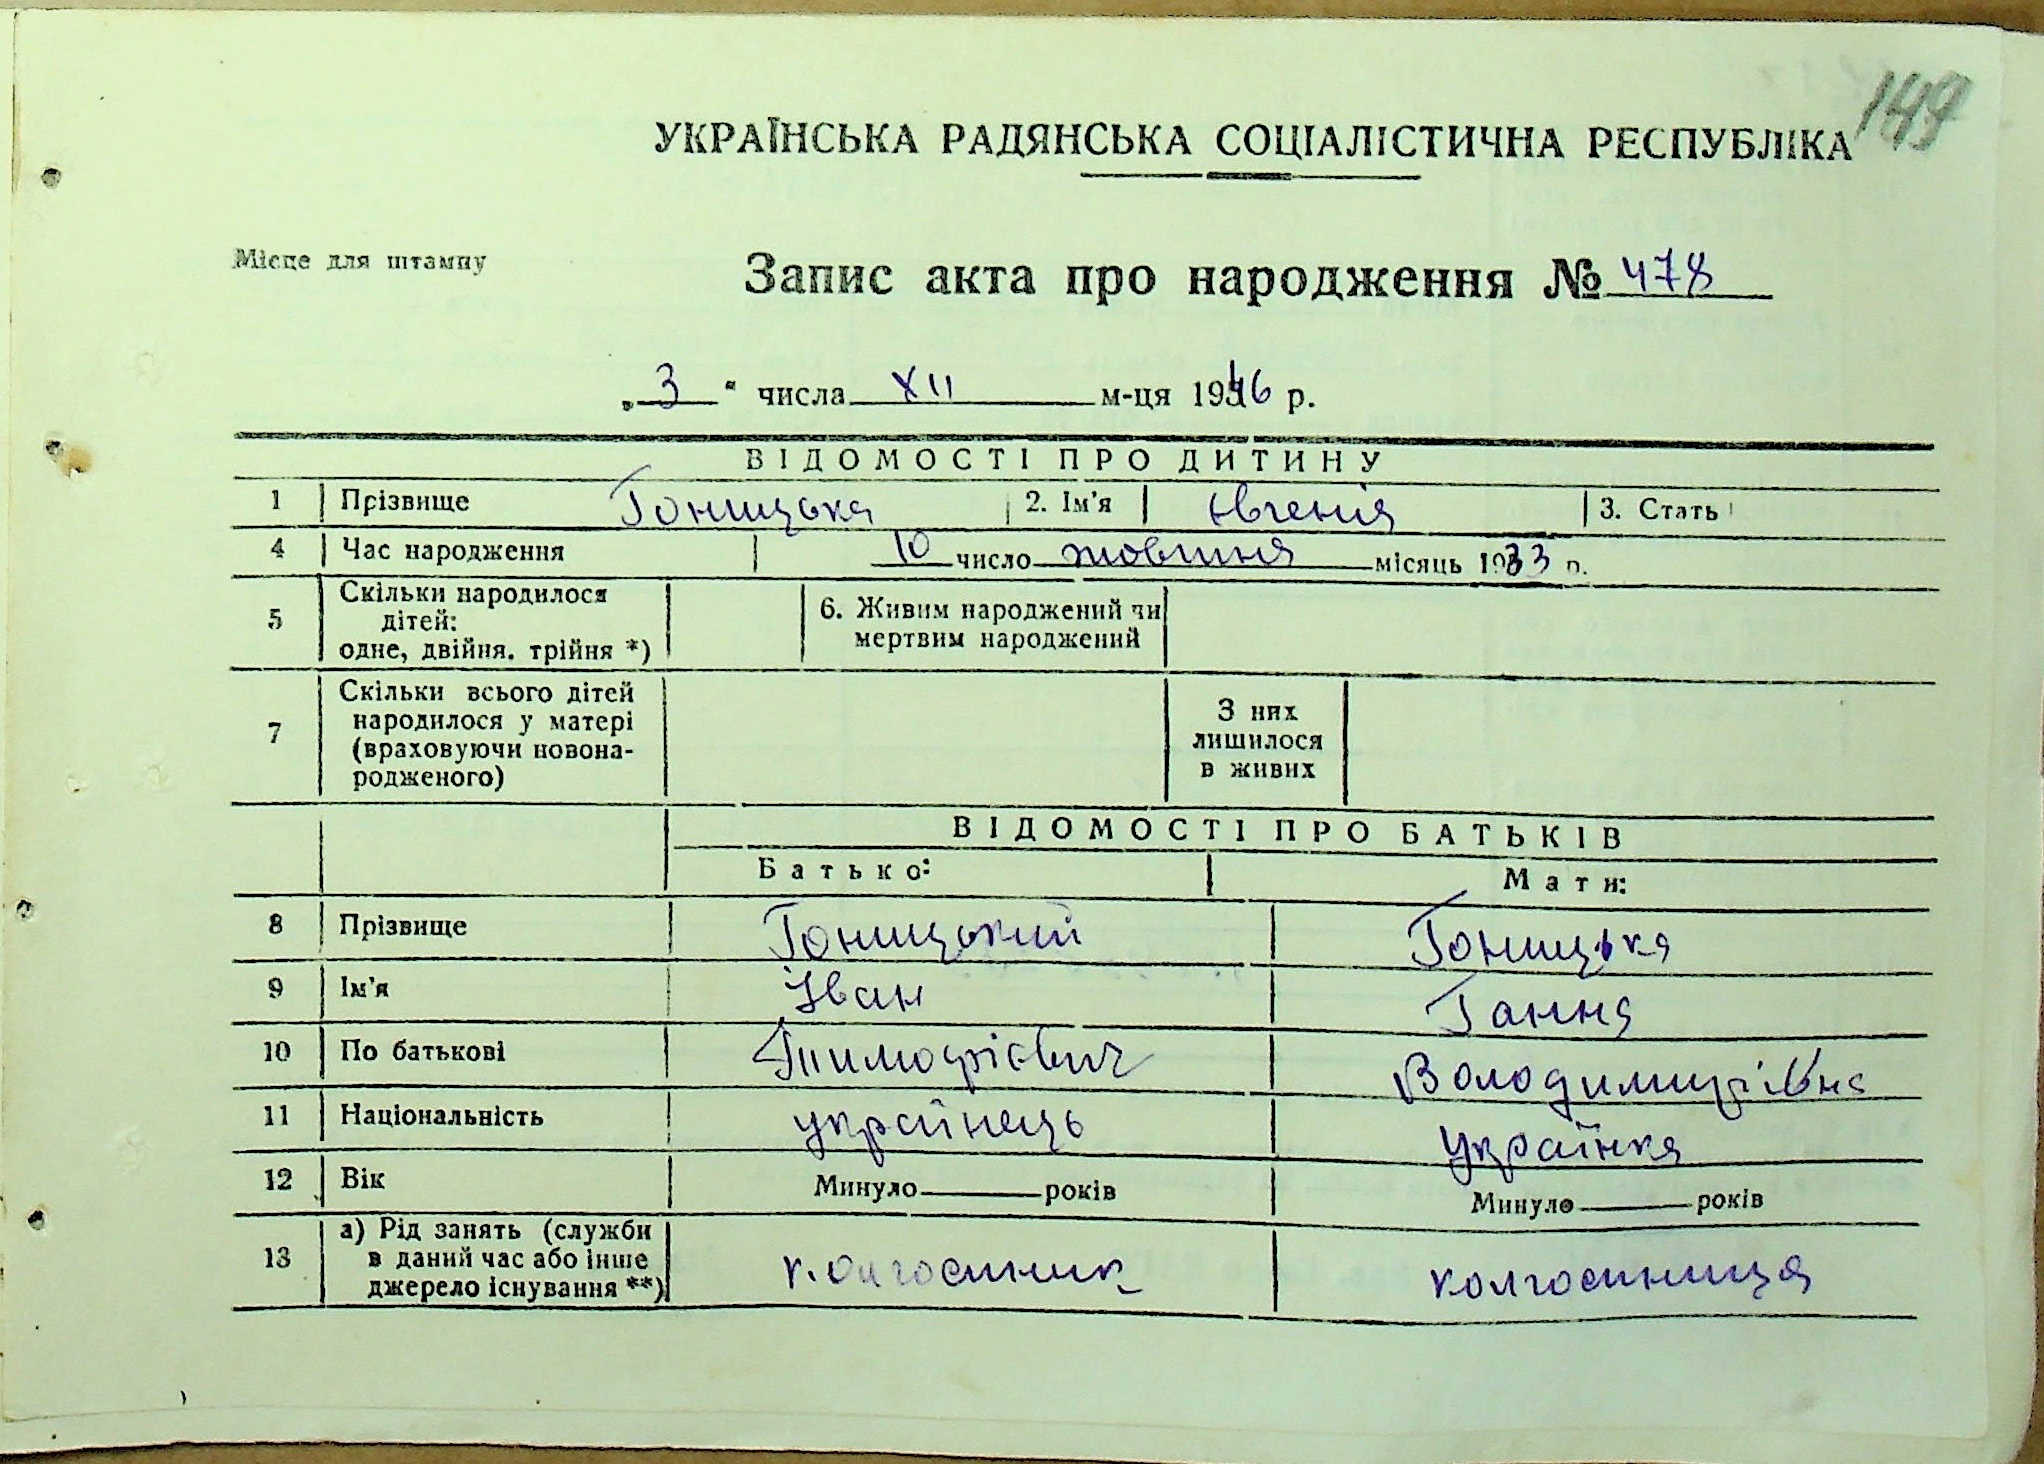 149
УКРАЇНСЬКА РАДЯНСЬКА СОЦІАЛІСТИЧНА РЕСПУБЛІКА
Місце для штампу
Запис акта про народження № 478
„ 3 “ числа XII м-ця 1946 р.
ВІДОМОСТІ ПРО ДИТИНУ
1 Прізвище Гоницька 2. Ім'я Євгенія 3. Стать
4 Час народження 10 число жовтня місяць 1933 р.
5 Скільки народилося дітей: одне, двійня. трійня *) 6. Живим народжений чи мертвим народжений
7 Скільки всього дітей народилося у матері (враховуючи новонародженого) З них лишилося в живих
ВІДОМОСТІ ПРО БАТЬКІВ
Батько: Мати:
8 Прізвище Гоницький Гоницька
9 Ім'я Іван Ганна
10 По батькові Тимофієвич Володимирівна
11 Національність українець українка
12 Вік Минуло років Минуло років
13 а) Рід занять (служби в даний час або інше джерело існування **) колгоспник колгоспниця